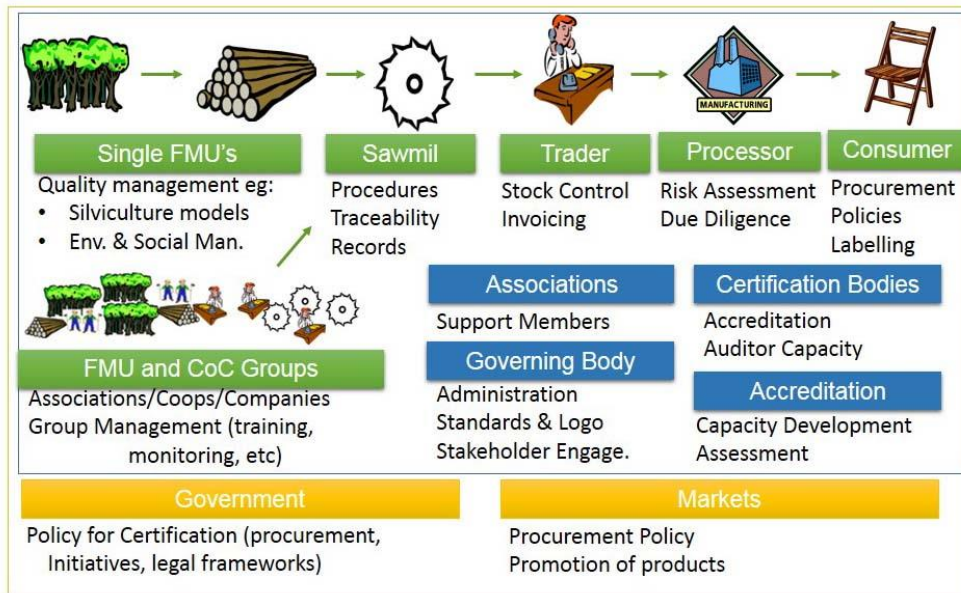 MANUFACTURING
Single FMU's
Quality management eg:
• Silviculture models
• Env. & Social Man.
Sawmil
Procedures
Traceability
Records
Trader
Stock Control
Invoicing
Processor
Risk Assessment
Due Diligence
Consumer
Procurement
Policies
Labelling
FMU and CoC Groups
Associations/Coops/Companies
Group Management (training,
monitoring, etc)
Associations
Support Members
Governing Body
Administration
Standards & Logo
Stakeholder Engage.
Certification Bodies
Accreditation
Auditor Capacity
Accreditation
Capacity Development
Assessment
Government
Policy for Certification (procurement,
Initiatives, legal frameworks)
Markets
Procurement Policy
Promotion of products